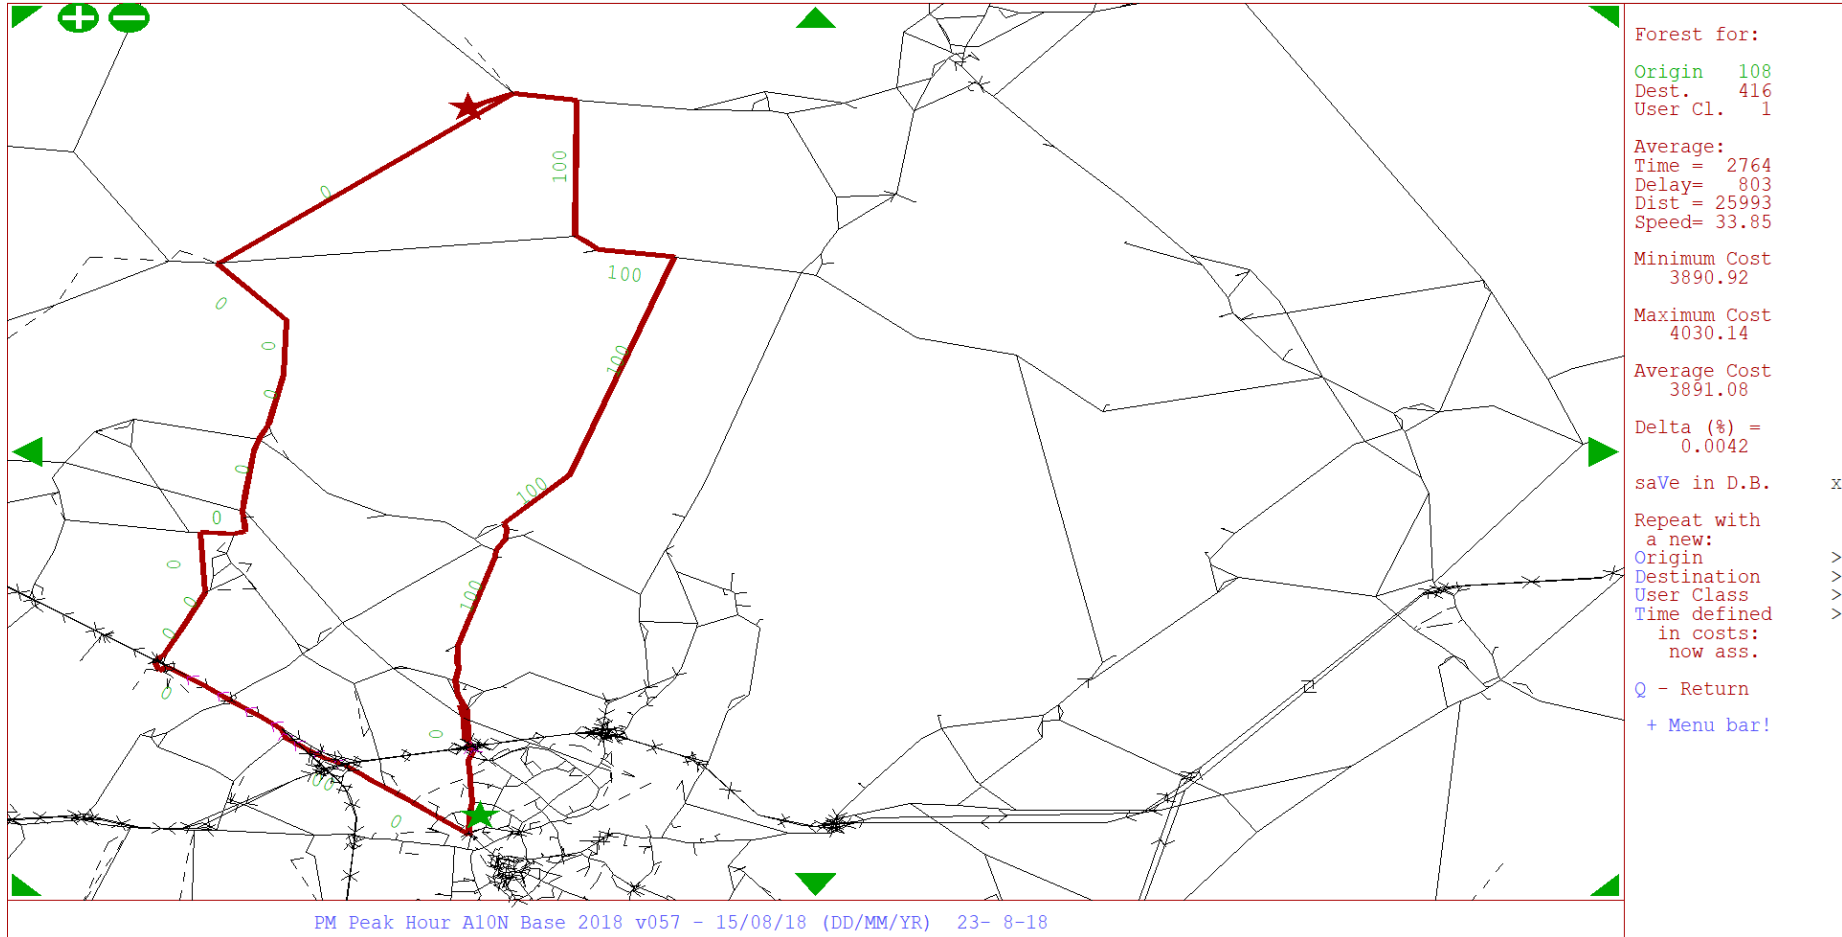 Forest for:
Origin 108
Dest. 416
User Cl. 1
Average:
Time = 2764
Delay= 803
Dist = 25993
Speed= 33.85
Minimum Cost
3890.92
Maximum Cost
4030.14
Average Cost
3891.08
Delta (%) =
0.0042
saVe in D.B. x
Repeat with
a new:
Origin >
Destination >
User Class >
Time defined >
in costs:
now ass.
Q - Return
+ Menu bar!
0
100
100
0
0
100
0
0
100
0
0
100
0
0
0
0
0
PM Peak Hour A10N Base 2018 v057 - 15/08/18 (DD/MM/YR) 23- 8-18